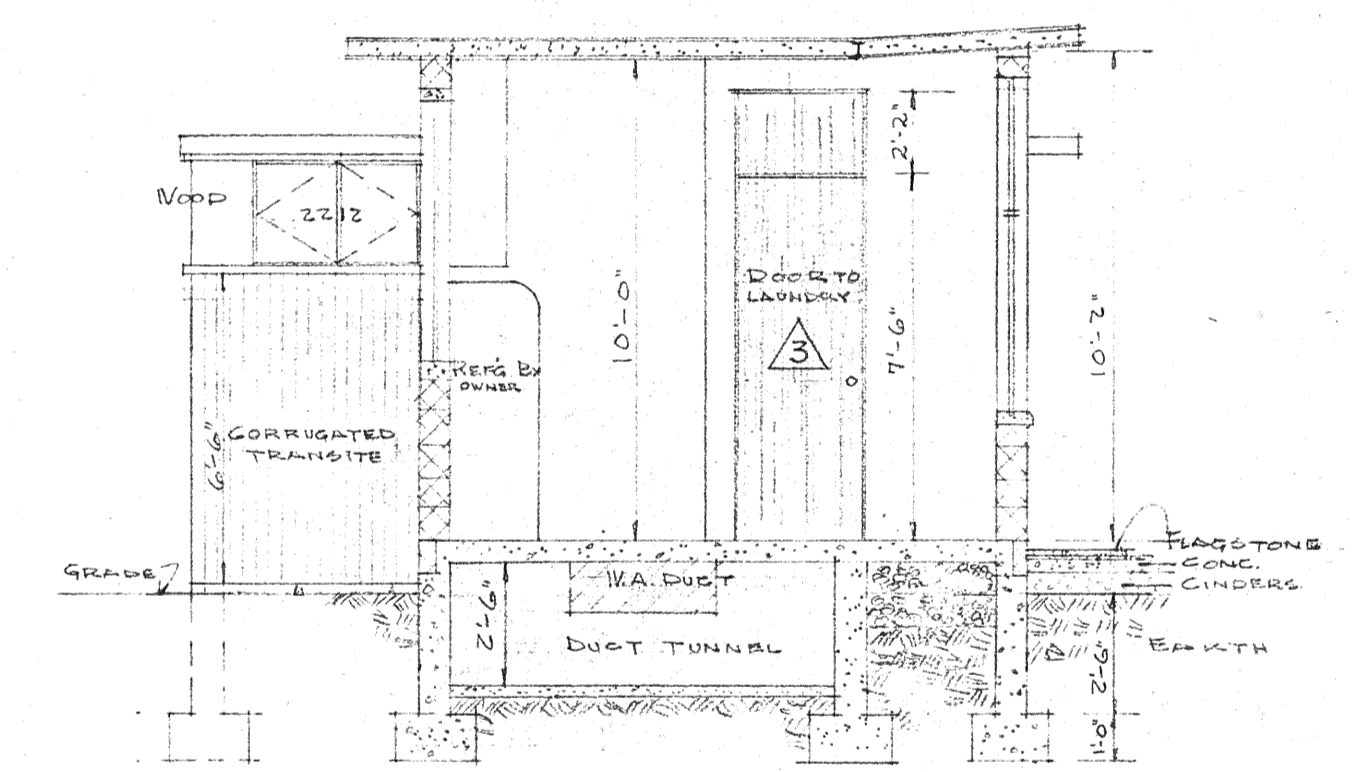 2'-2"
WOOD
2212
DOOR TO
LAUNDRY
3
10'-0"
7'-6"
10'-2"
REF'G BY
OWNER
CORRUGATED
TRANSITE
6'-6"
FLAGSTONE
CONC.
CINDERS
GRADE
W.A. DUCT
2'-6"
DUCT TUNNEL
EARTH
2'-6"
1'-0"